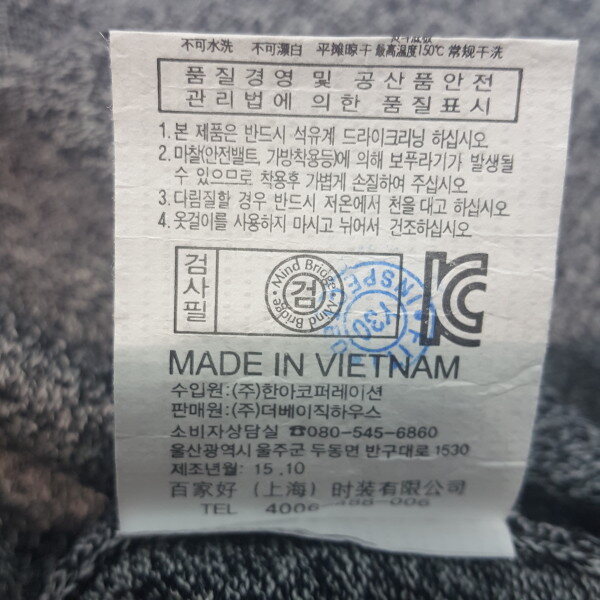 不可水洗 不可漂白 平摊晾干 最高温度150℃ 常规干洗
품질경영 및 공산품안전
관리법에 의한 품질표시
1. 본 제품은 반드시 석유계 드라이크리닝 하십시오
2. 마찰(안전밸트, 가방착용등)에 의해 보푸라기가 발생될
수 있으므로 착용후 가볍게 손질하여 주십시오
3. 다림질할 경우 반드시 저온에서 천을 대고 하십시오
4. 옷걸이를 사용하지 마시고 뉘어서 건조하십시오
검사필
Mind Bridge · Mind Bridge ·
검
INSPE
KC
MADE IN VIETNAM
수입원:(주)한아코퍼레이션
판매원:(주)더베이직하우스
소비자상담실 ☎080-545-6860
울산광역시 울주군 두동면 반구대로 1530
제조년월: 15,10
百家好 (上海) 时装有限公司
TEL 4006-488-006